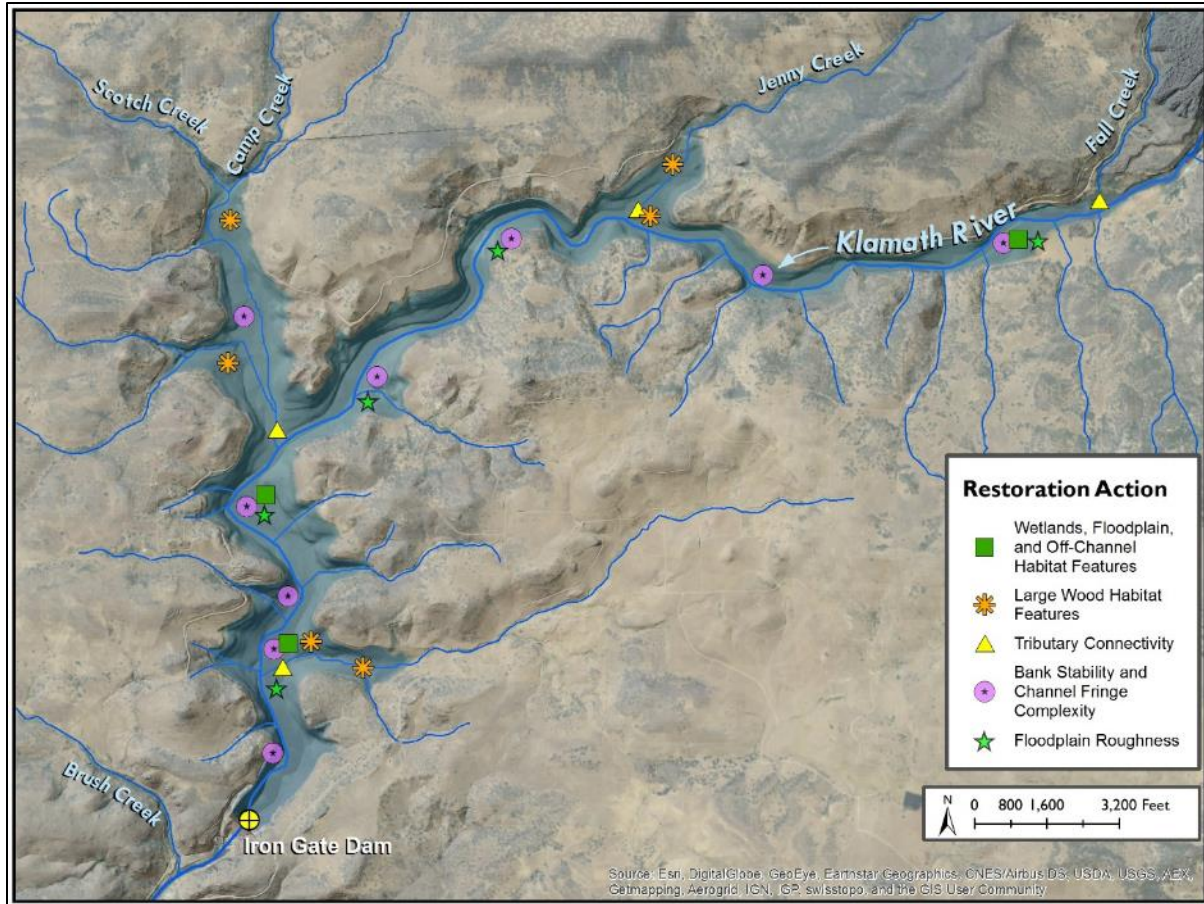 Scotch Creek
Camp Creek
Jenny Creek
Fall Creek
Klamath River
Brush Creek
Iron Gate Dam
Restoration Action
Wetlands, Floodplain,
and Off-Channel
Habitat Features
Large Wood Habitat
Features
Tributary Connectivity
Bank Stability and
Channel Fringe
Complexity
Floodplain Roughness
N
0 800 1,600 3,200 Feet
Source: Esri, DigitalGlobe, GeoEye, Earthstar Geographics, CNES/Airbus DS, USDA, USGS, AEX,
Getmapping, Aerogrid, IGN, IGP, swisstopo, and the GIS User Community